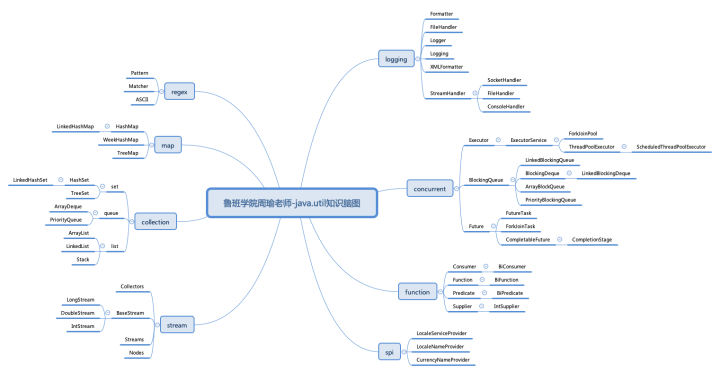 鲁班学院周瑜老师-java.util知识脑图
logging
Formatter
FileHandler
Logger
Logging
XMLFormatter
StreamHandler
SocketHandler
FileHandler
ConsoleHandler
concurrent
Executor
ExecutorService
ForkJoinPool
ThreadPoolExecutor
ScheduledThreadPoolExecutor
BlockingQueue
LinkedBlockingQueue
BlockingDeque
LinkedBlockingDeque
ArrayBlockQueue
PriorityBlockingQueue
Future
FutureTask
ForkJoinTask
CompletableFuture
CompletionStage
function
Consumer
BiConsumer
Function
BiFunction
Predicate
BiPredicate
Supplier
IntSupplier
spi
LocaleServiceProvider
LocaleNameProvider
CurrencyNameProvider
regex
Pattern
Matcher
ASCII
map
HashMap
LinkedHashMap
WeekHashMap
TreeMap
collection
set
HashSet
LinkedHashSet
TreeSet
queue
ArrayDeque
PriorityQueue
list
ArrayList
LinkedList
Stack
stream
Collectors
BaseStream
LongStream
DoubleStream
IntStream
Streams
Nodes